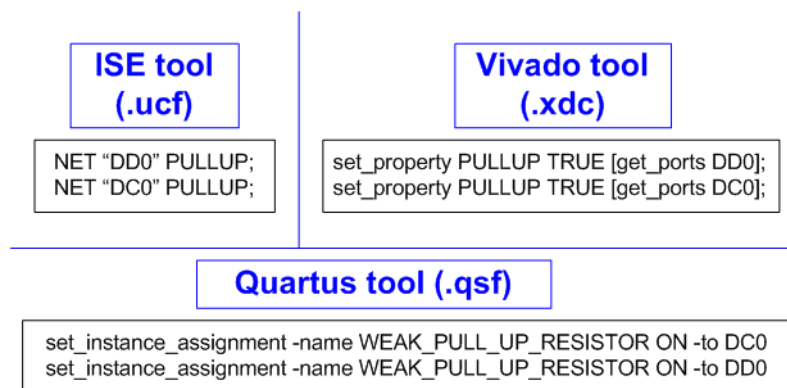 ISE tool
(.ucf)
NET “DD0” PULLUP;
NET “DC0” PULLUP;
Vivado tool
(.xdc)
set_property PULLUP TRUE [get_ports DD0];
set_property PULLUP TRUE [get_ports DC0];
Quartus tool (.qsf)
set_instance_assignment -name WEAK_PULL_UP_RESISTOR ON -to DC0
set_instance_assignment -name WEAK_PULL_UP_RESISTOR ON -to DD0